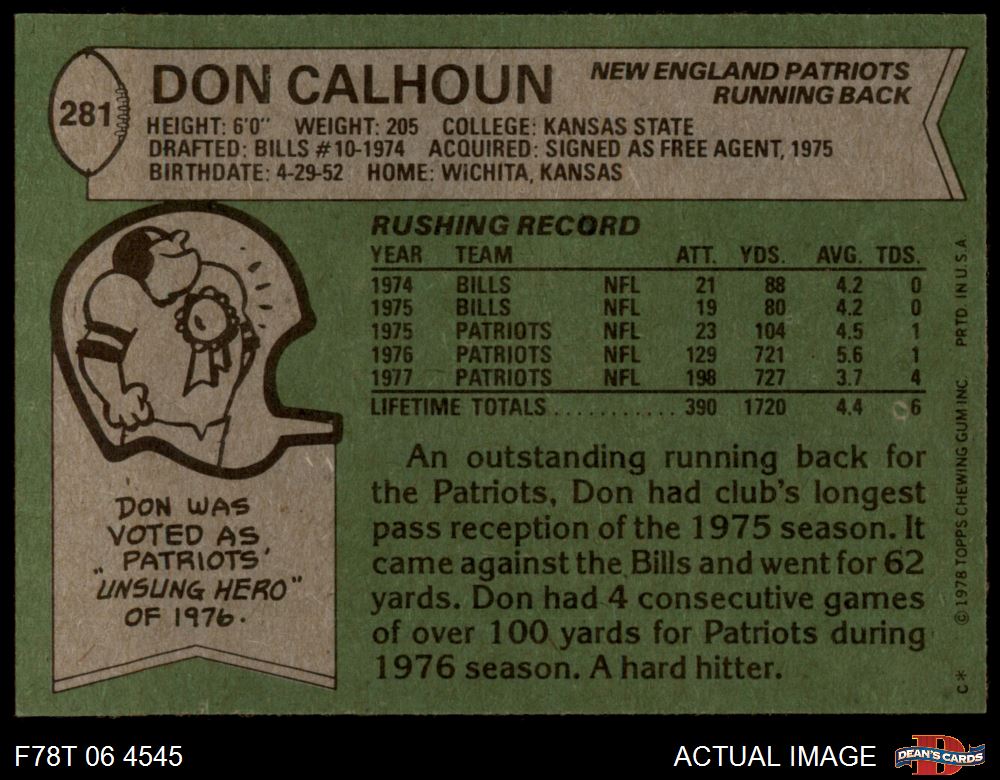 281
DON CALHOUN
NEW ENGLAND PATRIOTS
RUNNING BACK
HEIGHT: 6'0" WEIGHT: 205 COLLEGE: KANSAS STATE
DRAFTED: BILLS #10-1974 ACQUIRED: SIGNED AS FREE AGENT, 1975
BIRTHDATE: 4-29-52 HOME: WICHITA, KANSAS
RUSHING RECORD
YEAR TEAM ATT. YDS. AVG. TDS.
1974 BILLS NFL 21 88 4.2 0
1975 BILLS NFL 19 80 4.2 0
1975 PATRIOTS NFL 23 104 4.5 1
1976 PATRIOTS NFL 129 721 5.6 1
1977 PATRIOTS NFL 198 727 3.7 4
LIFETIME TOTALS ............ 390 1720 4.4 6
DON WAS
VOTED AS
PATRIOTS'
"UNSUNG HERO"
OF 1976.
An outstanding running back for
the Patriots, Don had club's longest
pass reception of the 1975 season. It
came against the Bills and went for 62
yards. Don had 4 consecutive games
of over 100 yards for Patriots during
1976 season. A hard hitter.
C* © 1978 TOPPS CHEWING GUM INC. PRTD IN U.S.A
F78T 06 4545
ACTUAL IMAGE
D
DEAN'S CARDS